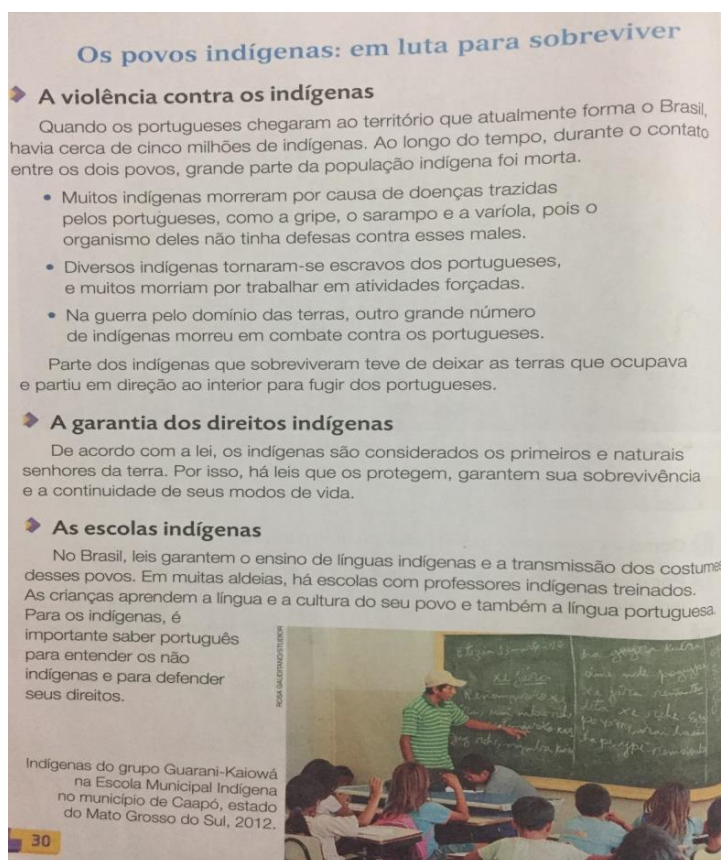 Os povos indígenas: em luta para sobreviver
A violência contra os indígenas
Quando os portugueses chegaram ao território que atualmente forma o Brasil,
havia cerca de cinco milhões de indígenas. Ao longo do tempo, durante o contato
entre os dois povos, grande parte da população indígena foi morta.
• Muitos indígenas morreram por causa de doenças trazidas
pelos portugueses, como a gripe, o sarampo e a varíola, pois o
organismo deles não tinha defesas contra esses males.
• Diversos indígenas tornaram-se escravos dos portugueses,
e muitos morriam por trabalhar em atividades forçadas.
• Na guerra pelo domínio das terras, outro grande número
de indígenas morreu em combate contra os portugueses.
Parte dos indígenas que sobreviveram teve de deixar as terras que ocupava
e partiu em direção ao interior para fugir dos portugueses.
A garantia dos direitos indígenas
De acordo com a lei, os indígenas são considerados os primeiros e naturais
senhores da terra. Por isso, há leis que os protegem, garantem sua sobrevivência
e a continuidade de seus modos de vida.
As escolas indígenas
No Brasil, leis garantem o ensino de línguas indígenas e a transmissão dos costumes
desses povos. Em muitas aldeias, há escolas com professores indígenas treinados.
As crianças aprendem a língua e a cultura do seu povo e também a língua portuguesa.
Para os indígenas, é
importante saber português
para entender os não
indígenas e para defender
seus direitos.
ROSA GAUDITANO/STUDIOR
Indígenas do grupo Guarani-Kaiowá
na Escola Municipal Indígena
no município de Caapó, estado
do Mato Grosso do Sul, 2012.
30